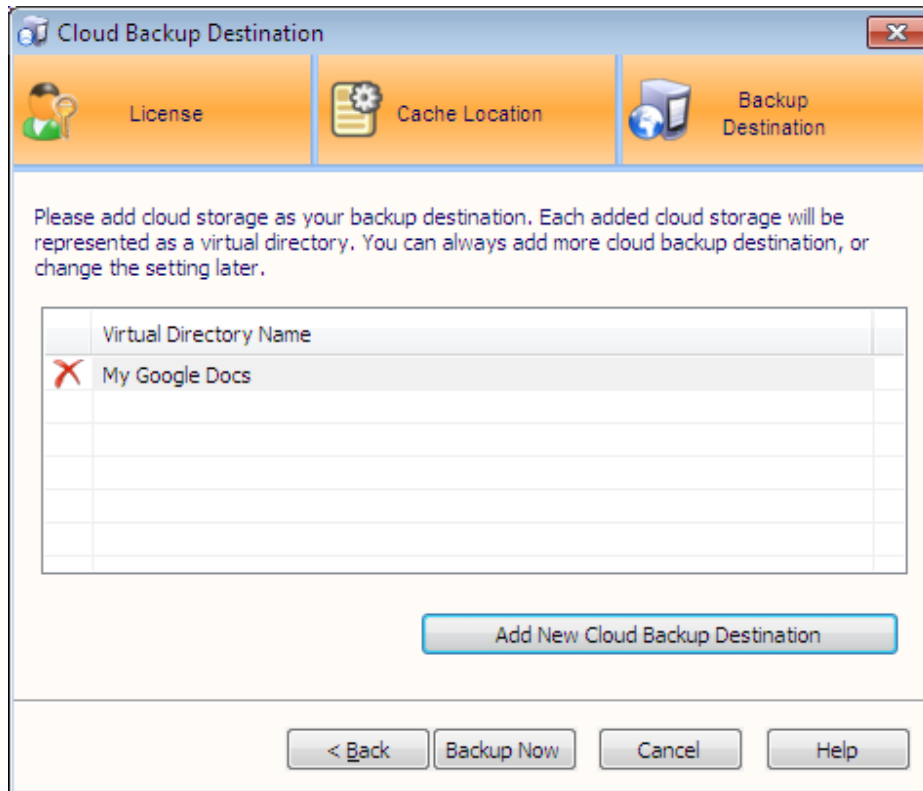 Cloud Backup Destination
License
Cache Location
Backup
Destination
Please add cloud storage as your backup destination. Each added cloud storage will be
represented as a virtual directory. You can always add more cloud backup destination, or
change the setting later.
Virtual Directory Name
My Google Docs
Add New Cloud Backup Destination
< Back
Backup Now
Cancel
Help